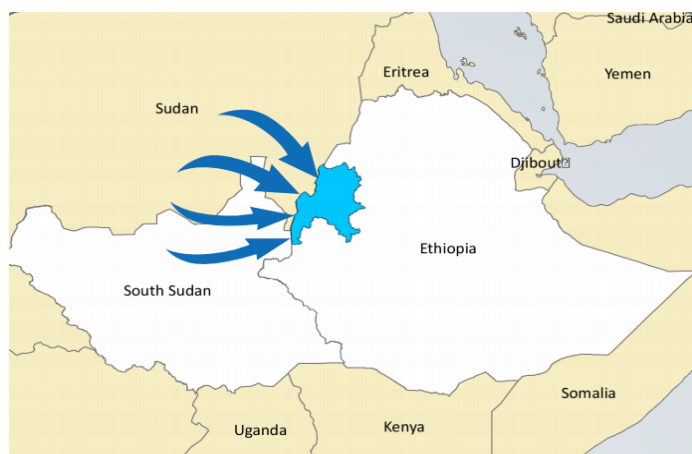 Saudi Arabia
Eritrea
Yemen
Sudan
Djibout
Ethiopia
South Sudan
Somalia
Uganda
Kenya